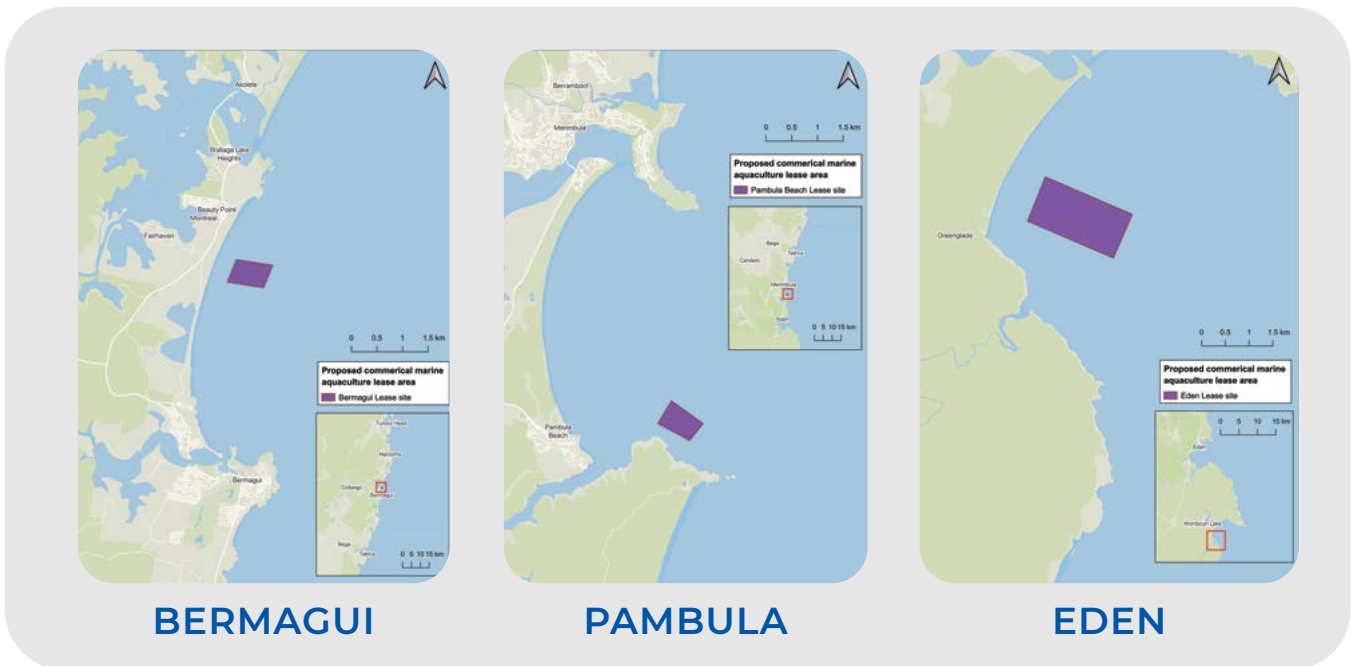 Akolele
Wallaga Lake
Heights
Beauty Point
Montreal
Fairhaven
0 0.5 1 1.5 km
Proposed commerical marine
aquaculture lease area
Bermagui Lease site
Bermagui
Tuross Head
Narooma
Cobargo
Bermagui
Bega
Tathra
0 5 10 15 km
BERMAGUI
Berrambool
Merimbula
0 0.5 1 1.5 km
Proposed commerical marine
aquaculture lease area
Pambula Beach Lease site
Bega
Tathra
Candelo
Merimbula
Eden
0 5 10 15 km
Pambula
Beach
PAMBULA
Greenglade
0 0.5 1 1.5 km
Proposed commerical marine
aquaculture lease area
Eden Lease site
0 5 10 15 km
Eden
Wonboyn Lake
EDEN